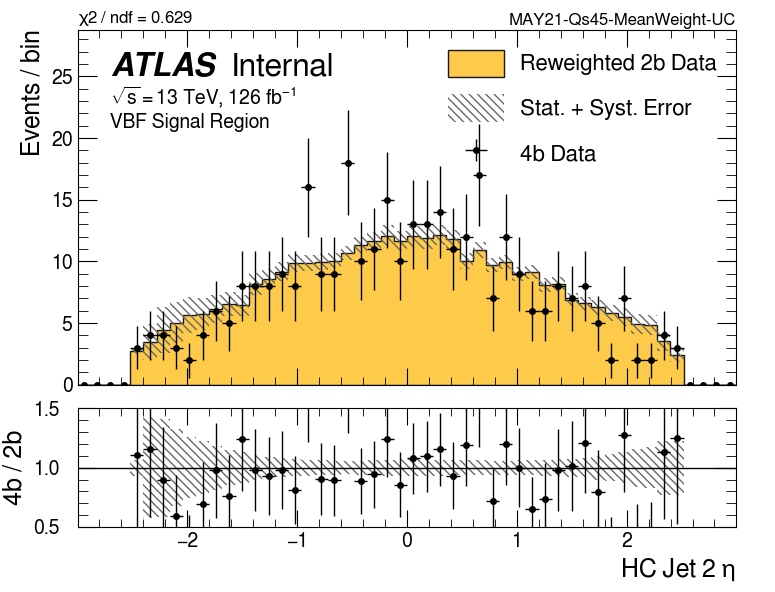 χ2 / ndf = 0.629
MAY21-Qs45-MeanWeight-UC
Events / bin
ATLAS Internal
√s = 13 TeV, 126 fb⁻¹
VBF Signal Region
Reweighted 2b Data
Stat. + Syst. Error
4b Data
25
20
15
10
5
0
4b / 2b
1.5
1.0
0.5
−2 −1 0 1 2
HC Jet 2 η